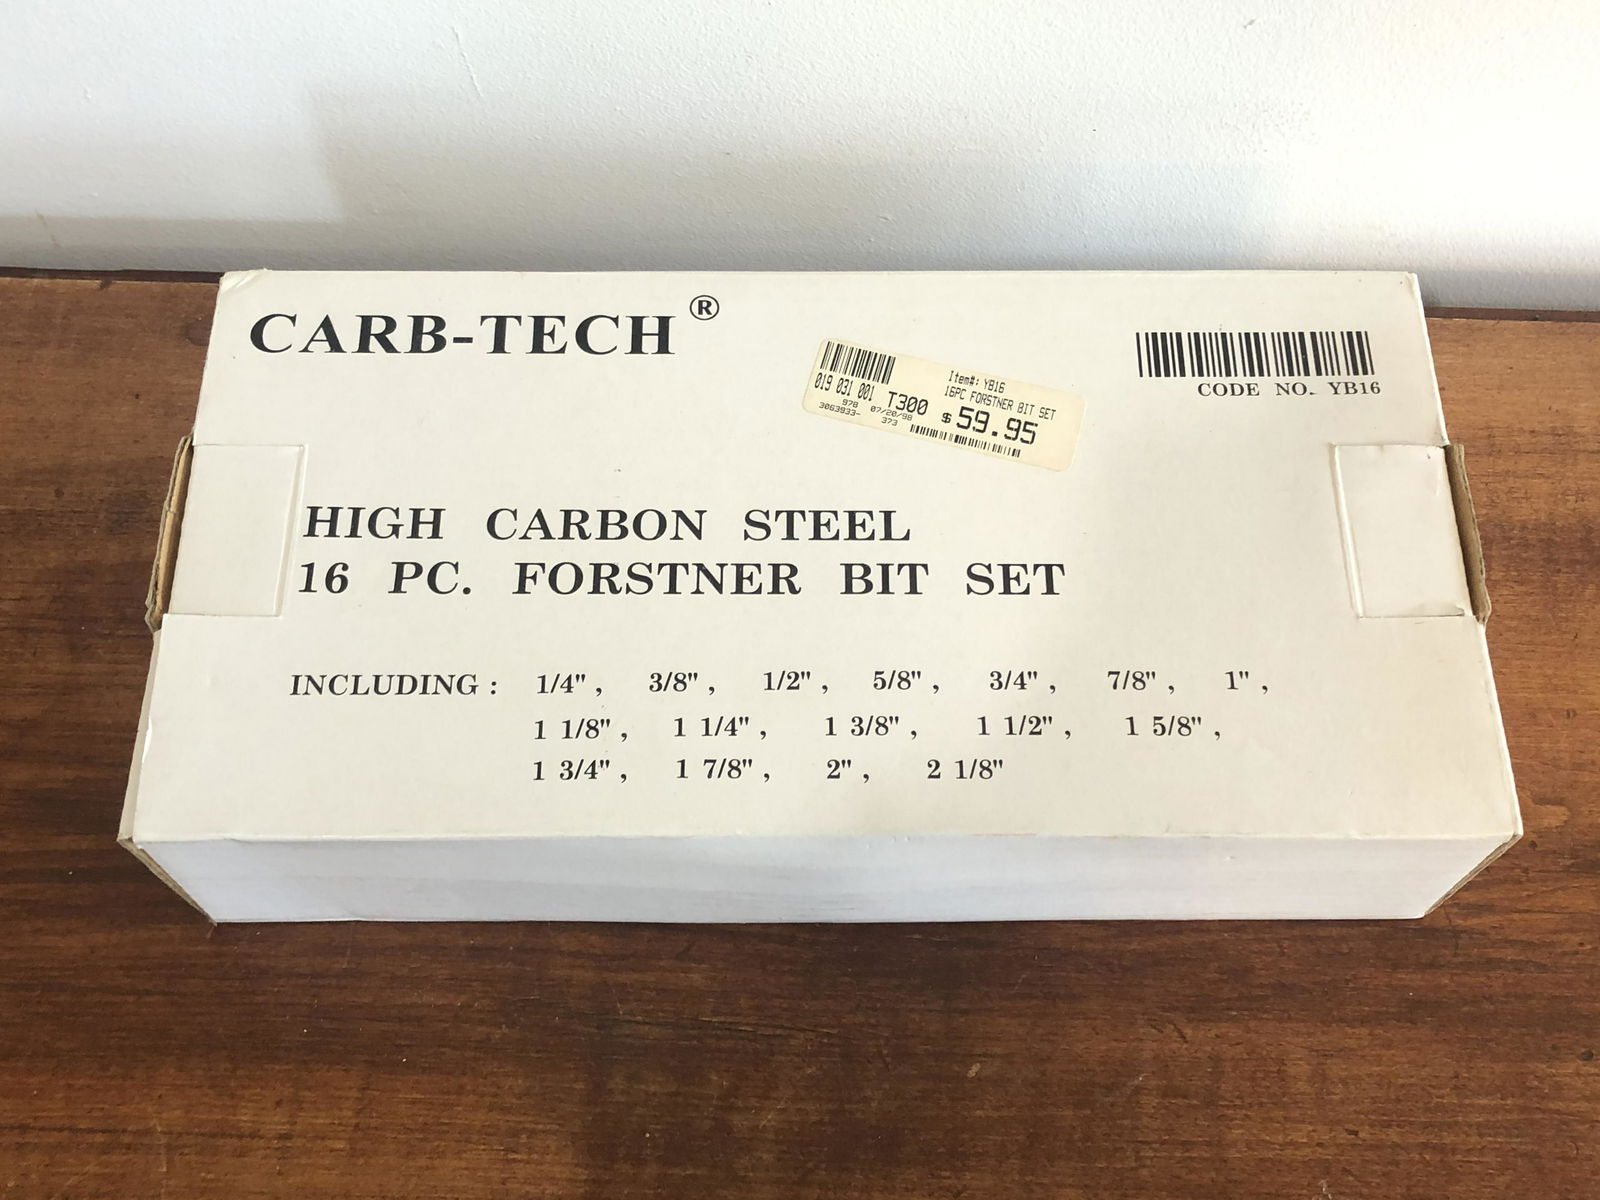 CARB-TECH®
019 031 001 T300
978 07/20/98
3063933- 373
Item#: YB16
16PC FORSTNER BIT SET
$59.95
CODE NO. YB16
HIGH CARBON STEEL
16 PC. FORSTNER BIT SET
INCLUDING : 1/4" , 3/8" , 1/2" , 5/8" , 3/4" , 7/8" , 1" ,
1 1/8" , 1 1/4" , 1 3/8" , 1 1/2" , 1 5/8" ,
1 3/4" , 1 7/8" , 2" , 2 1/8"